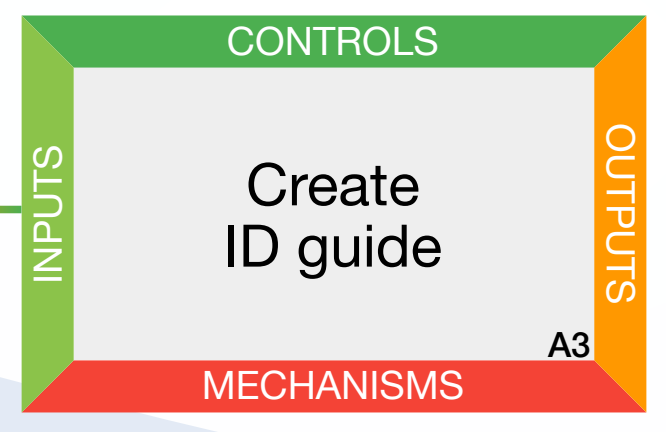 CONTROLS
INPUTS
Create
ID guide
OUTPUTS
A3
MECHANISMS